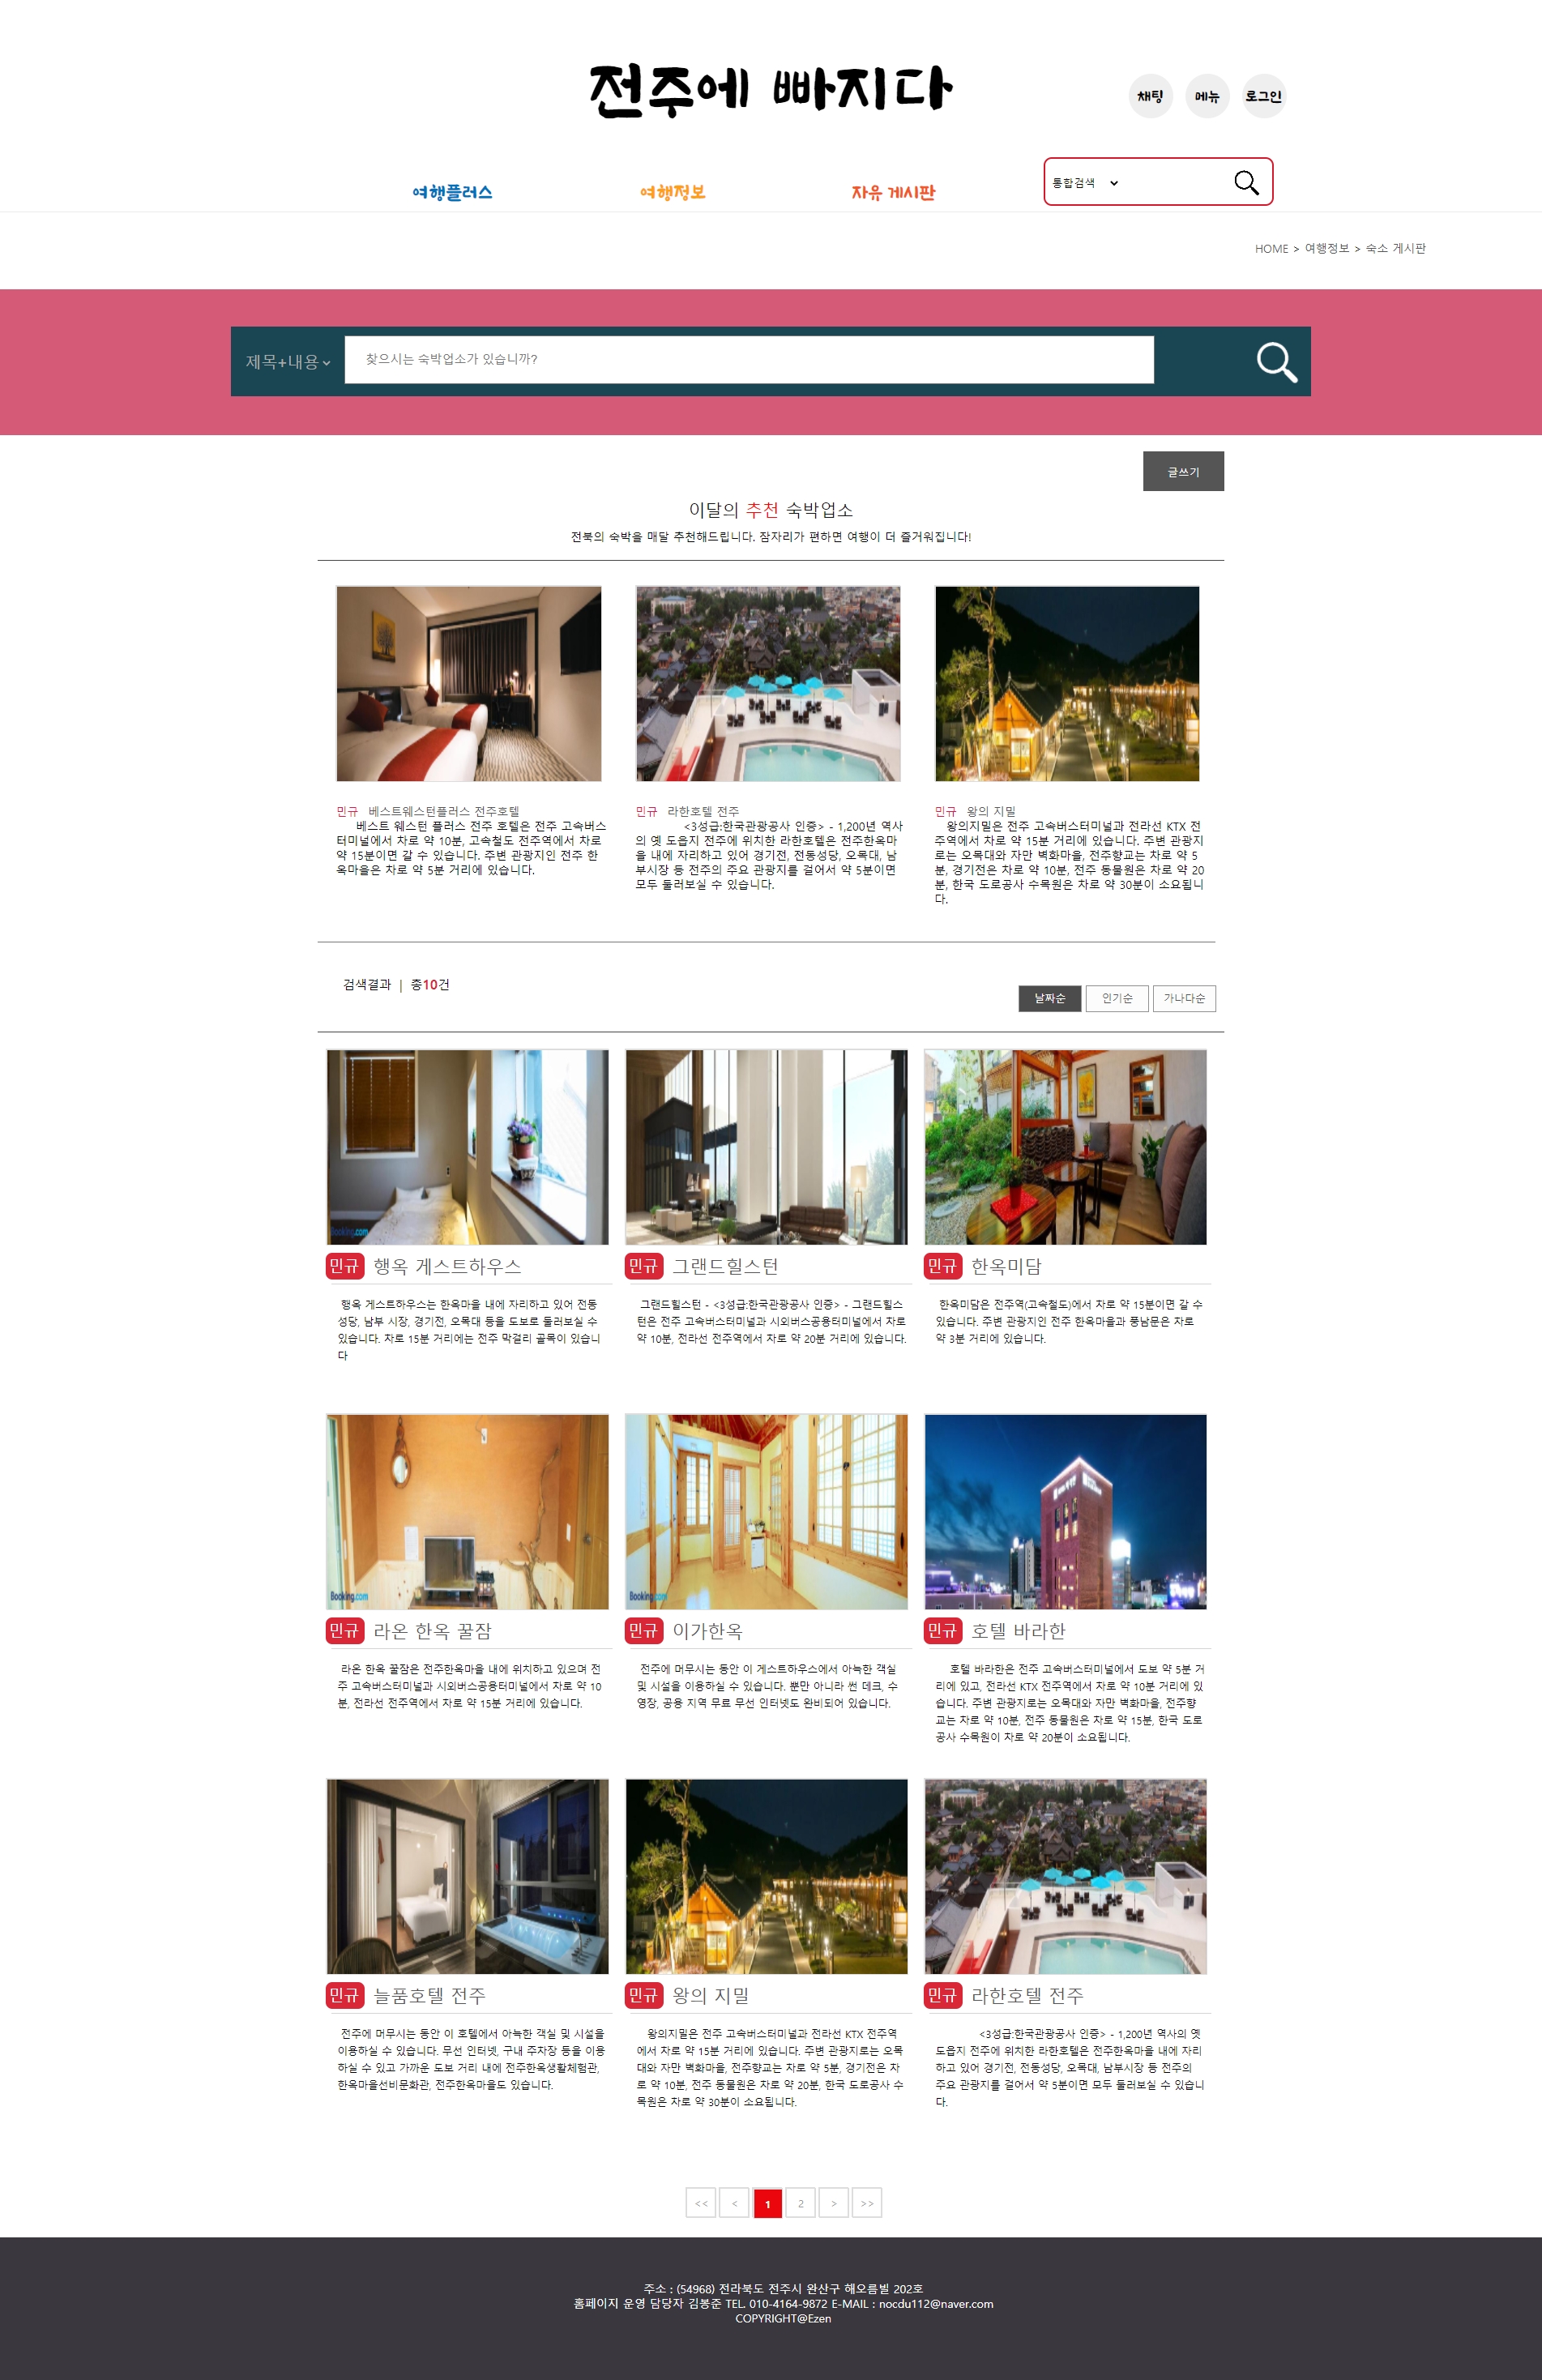 전주에 빠지다
채팅
메뉴
로그인
여행플러스
여행정보
자유 게시판
통합검색
HOME > 여행정보 > 숙소 게시판
제목+내용
찾으시는 숙박업소가 있습니까?
글쓰기
이달의 추천 숙박업소
전북의 숙박을 매달 추천해드립니다. 잠자리가 편하면 여행이 더 즐거워집니다!
민규 베스트웨스턴플러스 전주호텔
베스트 웨스턴 플러스 전주 호텔은 전주 고속버스
터미널에서 차로 약 10분, 고속철도 전주역에서 차로
약 15분이면 갈 수 있습니다. 주변 관광지인 전주 한
옥마을은 차로 약 5분 거리에 있습니다.
민규 라한호텔 전주
<3성급:한국관광공사 인증> - 1,200년 역사
의 옛 도읍지 전주에 위치한 라한호텔은 전주한옥마
을 내에 자리하고 있어 경기전, 전동성당, 오목대, 남
부시장 등 전주의 주요 관광지를 걸어서 약 5분이면
모두 둘러보실 수 있습니다.
민규 왕의 지밀
왕의지밀은 전주 고속버스터미널과 전라선 KTX 전
주역에서 차로 약 15분 거리에 있습니다. 주변 관광지
로는 오목대와 자만 벽화마을, 전주향교는 차로 약 5
분, 경기전은 차로 약 10분, 전주 동물원은 차로 약 20
분, 한국 도로공사 수목원은 차로 약 30분이 소요됩니
다.
검색결과 | 총10건
날짜순
인기순
가나다순
Booking.com
민규 행옥 게스트하우스
행옥 게스트하우스는 한옥마을 내에 자리하고 있어 전동
성당, 남부 시장, 경기전, 오목대 등을 도보로 둘러보실 수
있습니다. 차로 15분 거리에는 전주 막걸리 골목이 있습니
다
민규 그랜드힐스턴
그랜드힐스턴 - <3성급:한국관광공사 인증> - 그랜드힐스
턴은 전주 고속버스터미널과 시외버스공용터미널에서 차로
약 10분, 전라선 전주역에서 차로 약 20분 거리에 있습니다.
민규 한옥미담
한옥미담은 전주역(고속철도)에서 차로 약 15분이면 갈 수
있습니다. 주변 관광지인 전주 한옥마을과 풍남문은 차로
약 3분 거리에 있습니다.
Booking.com
민규 라온 한옥 꿀잠
라온 한옥 꿀잠은 전주한옥마을 내에 위치하고 있으며 전
주 고속버스터미널과 시외버스공용터미널에서 차로 약 10
분, 전라선 전주역에서 차로 약 15분 거리에 있습니다.
Booking.com
민규 이가한옥
전주에 머무시는 동안 이 게스트하우스에서 아늑한 객실
및 시설을 이용하실 수 있습니다. 뿐만 아니라 썬 데크, 수
영장, 공용 지역 무료 무선 인터넷도 완비되어 있습니다.
민규 호텔 바라한
호텔 바라한은 전주 고속버스터미널에서 도보 약 5분 거
리에 있고, 전라선 KTX 전주역에서 차로 약 10분 거리에 있
습니다. 주변 관광지로는 오목대와 자만 벽화마을, 전주향
교는 차로 약 10분, 전주 동물원은 차로 약 15분, 한국 도로
공사 수목원이 차로 약 20분이 소요됩니다.
민규 늘품호텔 전주
전주에 머무시는 동안 이 호텔에서 아늑한 객실 및 시설을
이용하실 수 있습니다. 무선 인터넷, 구내 주차장 등을 이용
하실 수 있고 가까운 도보 거리 내에 전주한옥생활체험관,
한옥마을선비문화관, 전주한옥마을도 있습니다.
민규 왕의 지밀
왕의지밀은 전주 고속버스터미널과 전라선 KTX 전주역
에서 차로 약 15분 거리에 있습니다. 주변 관광지로는 오목
대와 자만 벽화마을, 전주향교는 차로 약 5분, 경기전은 차
로 약 10분, 전주 동물원은 차로 약 20분, 한국 도로공사 수
목원은 차로 약 30분이 소요됩니다.
민규 라한호텔 전주
<3성급:한국관광공사 인증> - 1,200년 역사의 옛
도읍지 전주에 위치한 라한호텔은 전주한옥마을 내에 자리
하고 있어 경기전, 전동성당, 오목대, 남부시장 등 전주의
주요 관광지를 걸어서 약 5분이면 모두 둘러보실 수 있습니
다.
<< < 1 2 > >>
주소 : (54968) 전라북도 전주시 완산구 해오름빌 202호
홈페이지 운영 담당자 김봉준 TEL. 010-4164-9872 E-MAIL : nocdu112@naver.com
COPYRIGHT@Ezen